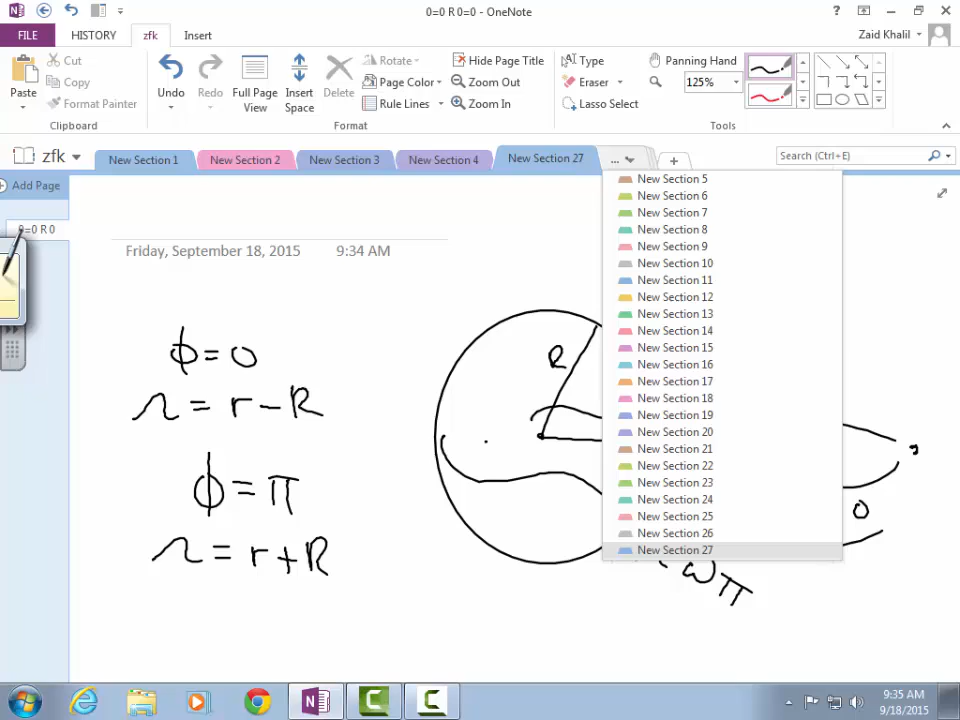 0=0 R 0=0 - OneNote
FILE HISTORY zfk Insert Zaid Khalil
Paste
Cut
Copy
Format Painter
Clipboard
Undo Redo Full Page View Insert Space Delete
Rotate
Page Color
Rule Lines
Hide Page Title
Zoom Out
Zoom In
Format
Type
Eraser
Lasso Select
Panning Hand
125%
Tools
zfk New Section 1 New Section 2 New Section 3 New Section 4 New Section 27 ... Search (Ctrl+E)
Add Page
0=0 R 0
New Section 5
New Section 6
New Section 7
New Section 8
New Section 9
New Section 10
New Section 11
New Section 12
New Section 13
New Section 14
New Section 15
New Section 16
New Section 17
New Section 18
New Section 19
New Section 20
New Section 21
New Section 22
New Section 23
New Section 24
New Section 25
New Section 26
New Section 27
Friday, September 18, 2015 9:34 AM
ϕ = 0
r = r - R
ϕ = π
r = r + R
R
0
π
9:35 AM
9/18/2015